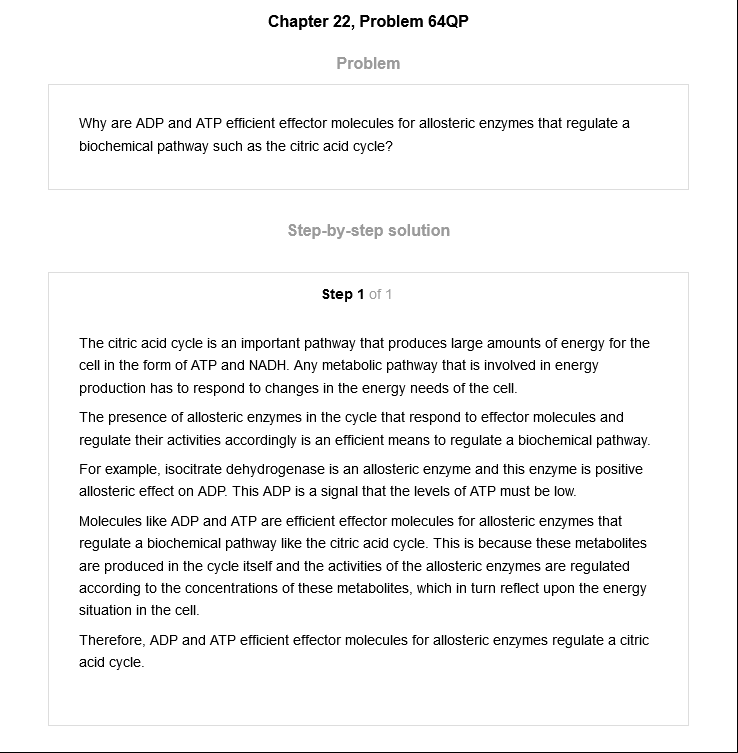 Chapter 22, Problem 64QP
Problem
Why are ADP and ATP efficient effector molecules for allosteric enzymes that regulate a
biochemical pathway such as the citric acid cycle?
Step-by-step solution
Step 1 of 1
The citric acid cycle is an important pathway that produces large amounts of energy for the
cell in the form of ATP and NADH. Any metabolic pathway that is involved in energy
production has to respond to changes in the energy needs of the cell.
The presence of allosteric enzymes in the cycle that respond to effector molecules and
regulate their activities accordingly is an efficient means to regulate a biochemical pathway.
For example, isocitrate dehydrogenase is an allosteric enzyme and this enzyme is positive
allosteric effect on ADP. This ADP is a signal that the levels of ATP must be low.
Molecules like ADP and ATP are efficient effector molecules for allosteric enzymes that
regulate a biochemical pathway like the citric acid cycle. This is because these metabolites
are produced in the cycle itself and the activities of the allosteric enzymes are regulated
according to the concentrations of these metabolites, which in turn reflect upon the energy
situation in the cell.
Therefore, ADP and ATP efficient effector molecules for allosteric enzymes regulate a citric
acid cycle.